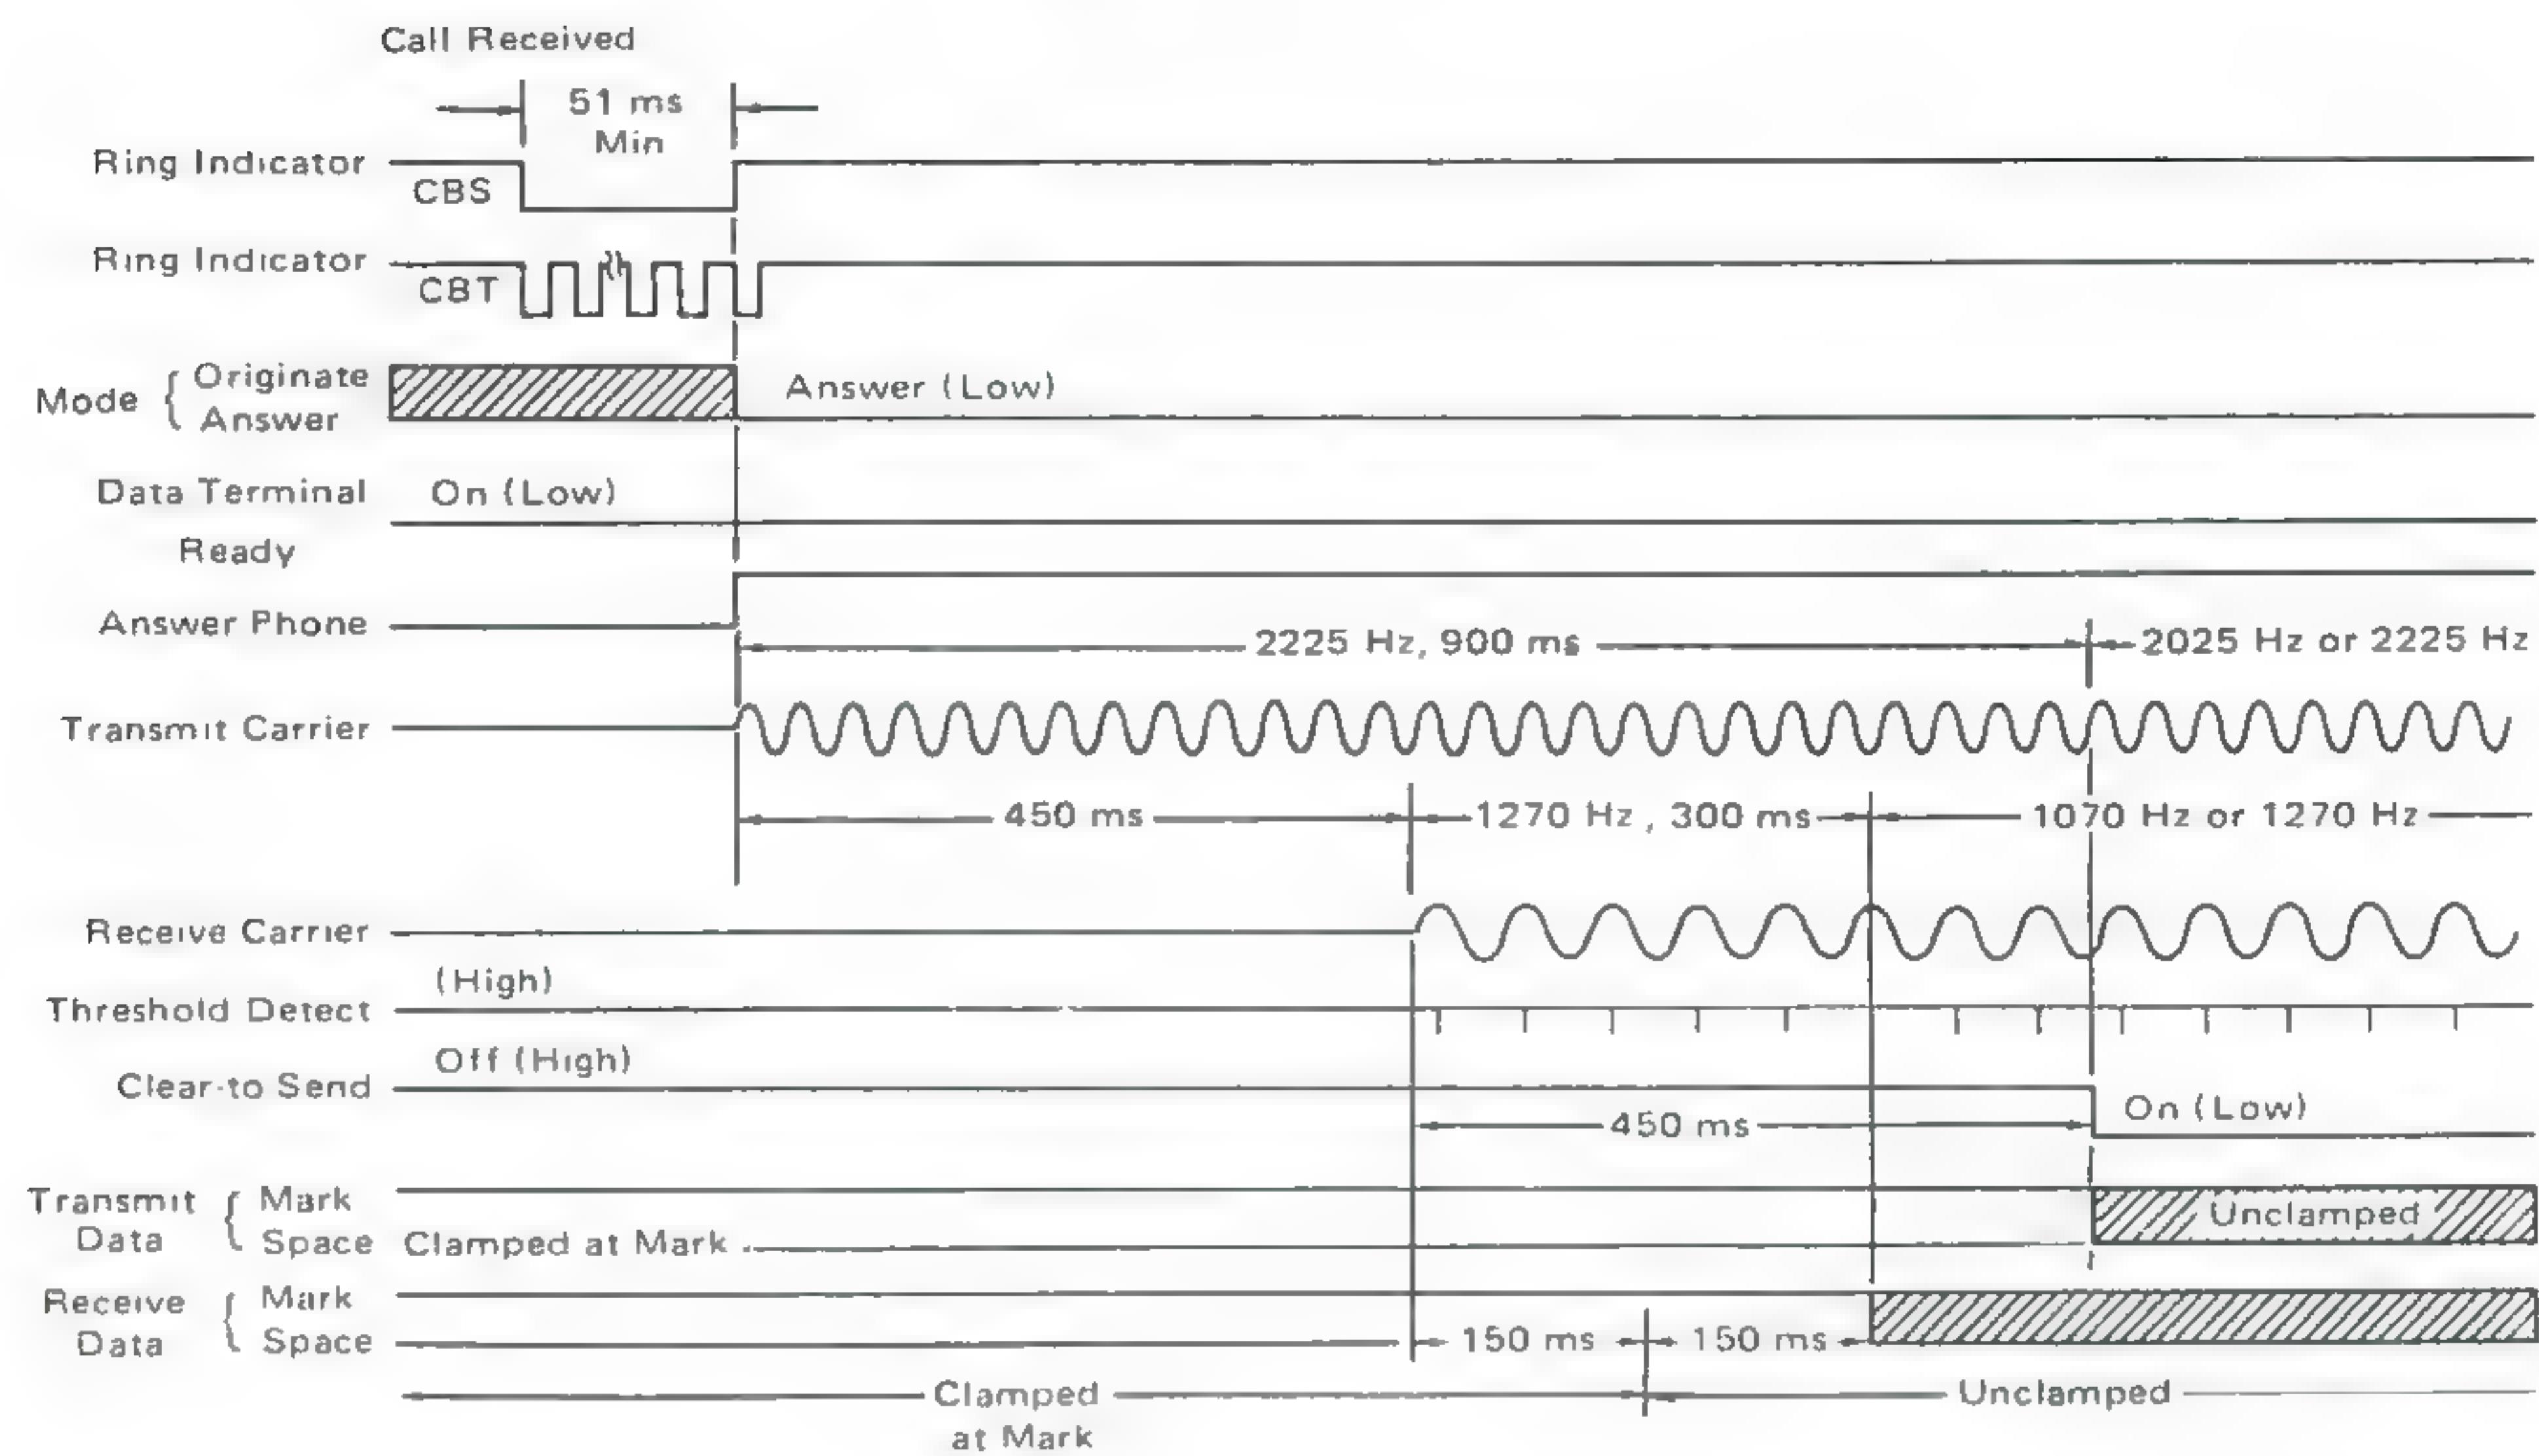 Call Received
51 ms
Min
Ring Indicator
CBS
Ring Indicator
CBT
Mode { Originate
Answer
Answer (Low)
Data Terminal
Ready
On (Low)
Answer Phone
2225 Hz, 900 ms
2025 Hz or 2225 Hz
Transmit Carrier
450 ms
1270 Hz, 300 ms
1070 Hz or 1270 Hz
Receive Carrier
(High)
Threshold Detect
Off (High)
Clear-to Send
450 ms
On (Low)
Transmit
Data
{ Mark
Space
Clamped at Mark
Unclamped
Receive
Data
{ Mark
Space
150 ms
150 ms
Clamped
at Mark
Unclamped